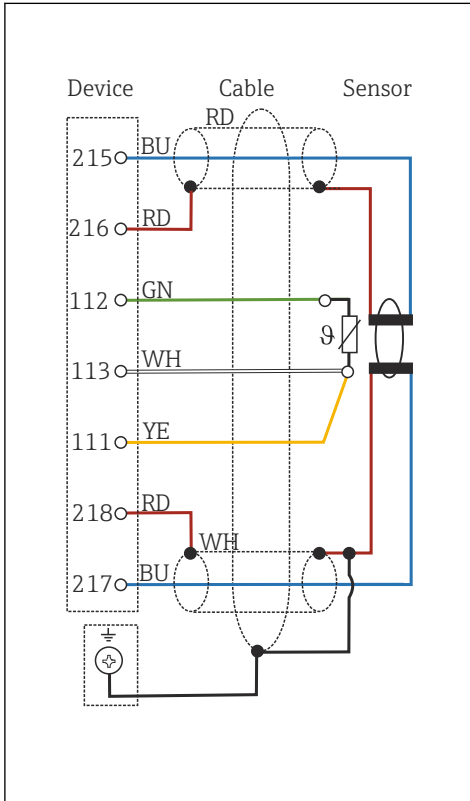 Device Cable Sensor
RD
215 BU
216 RD
112 GN
ϑ
113 WH
111 YE
218 RD
WH
217 BU